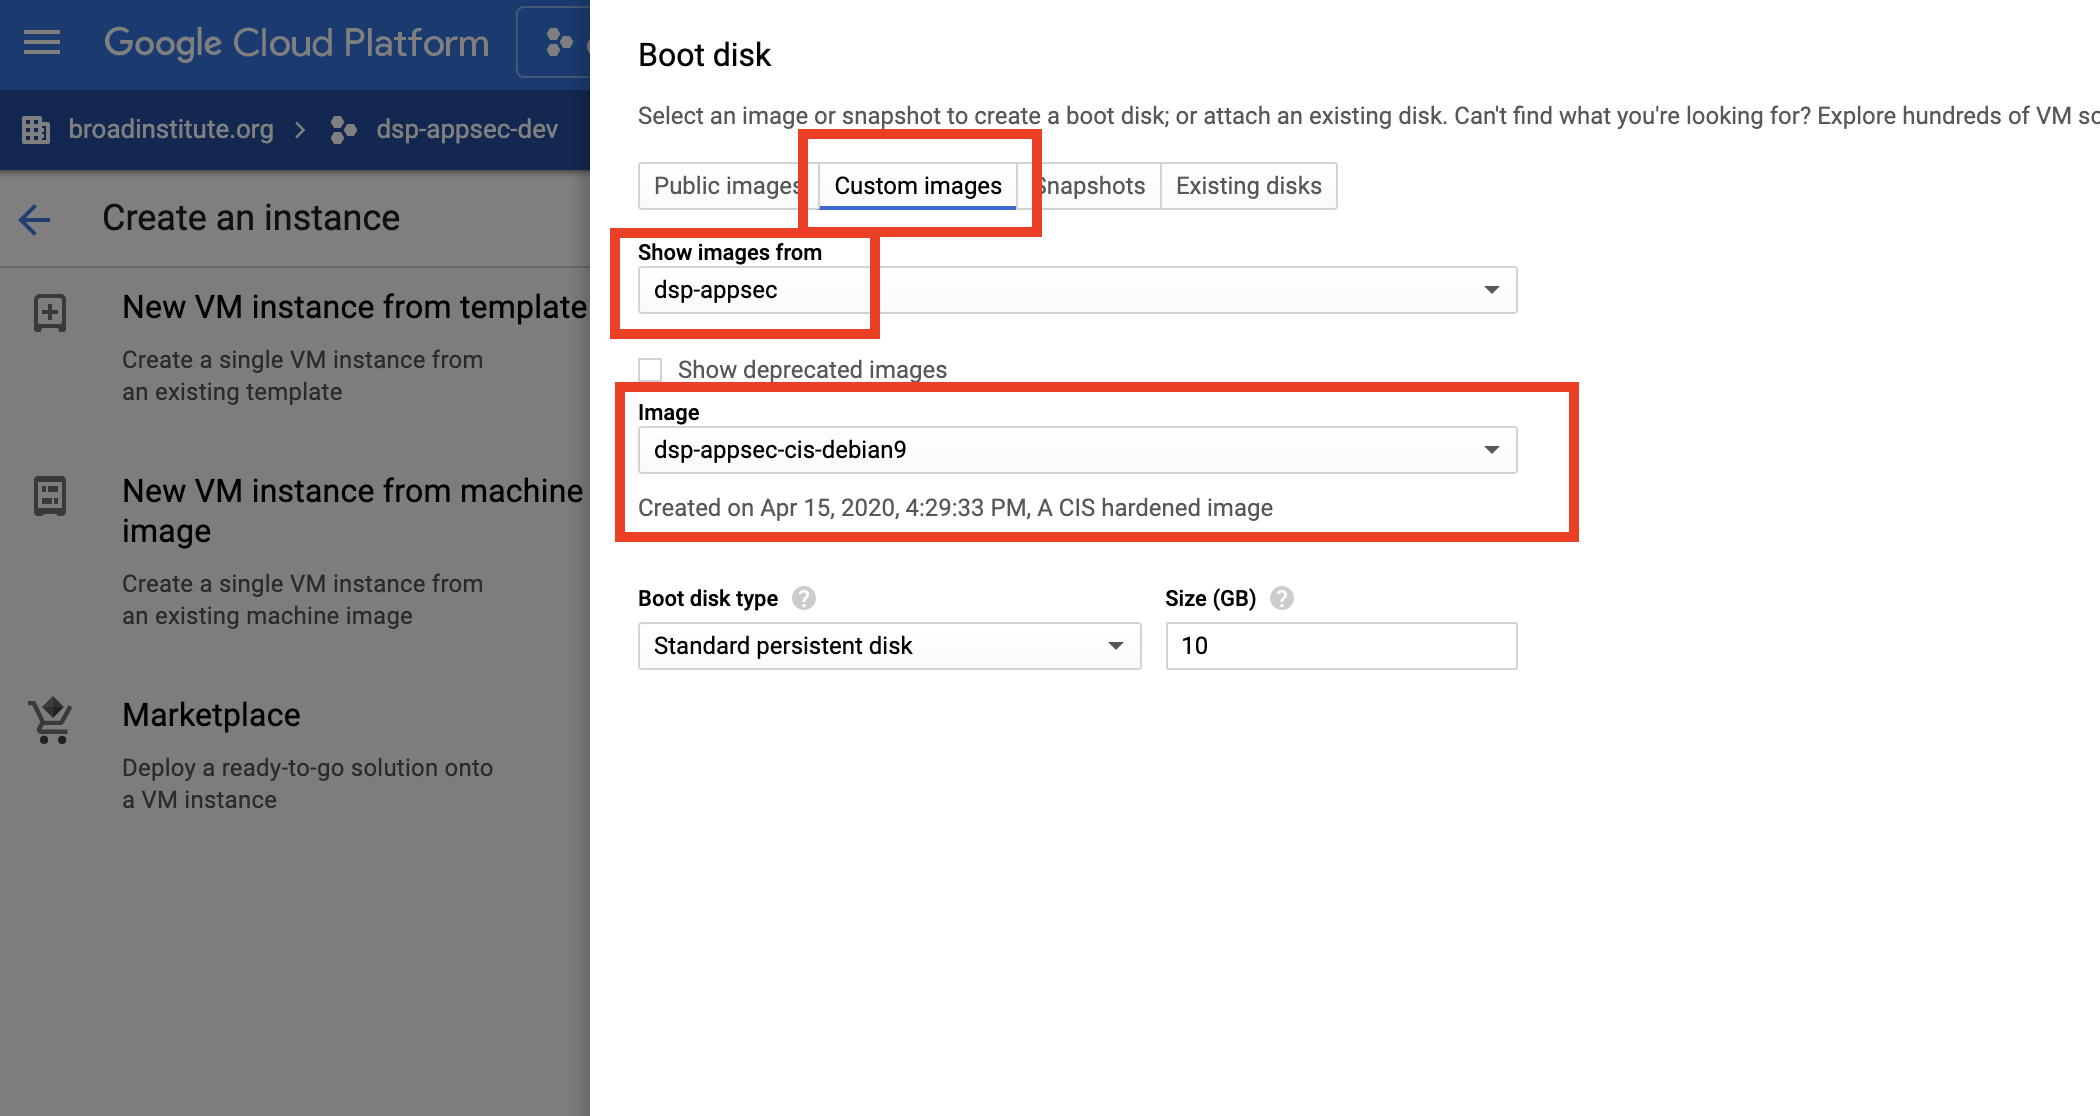 Google Cloud Platform
broadinstitute.org > dsp-appsec-dev
Create an instance
New VM instance from template
Create a single VM instance from
an existing template
New VM instance from machine
image
Create a single VM instance from
an existing machine image
Marketplace
Deploy a ready-to-go solution onto
a VM instance
Boot disk
Select an image or snapshot to create a boot disk; or attach an existing disk. Can't find what you're looking for? Explore hundreds of VM
Public images Custom images Snapshots Existing disks
Show images from
dsp-appsec
Show deprecated images
Image
dsp-appsec-cis-debian9
Created on Apr 15, 2020, 4:29:33 PM, A CIS hardened image
Boot disk type ? Size (GB) ?
Standard persistent disk 10